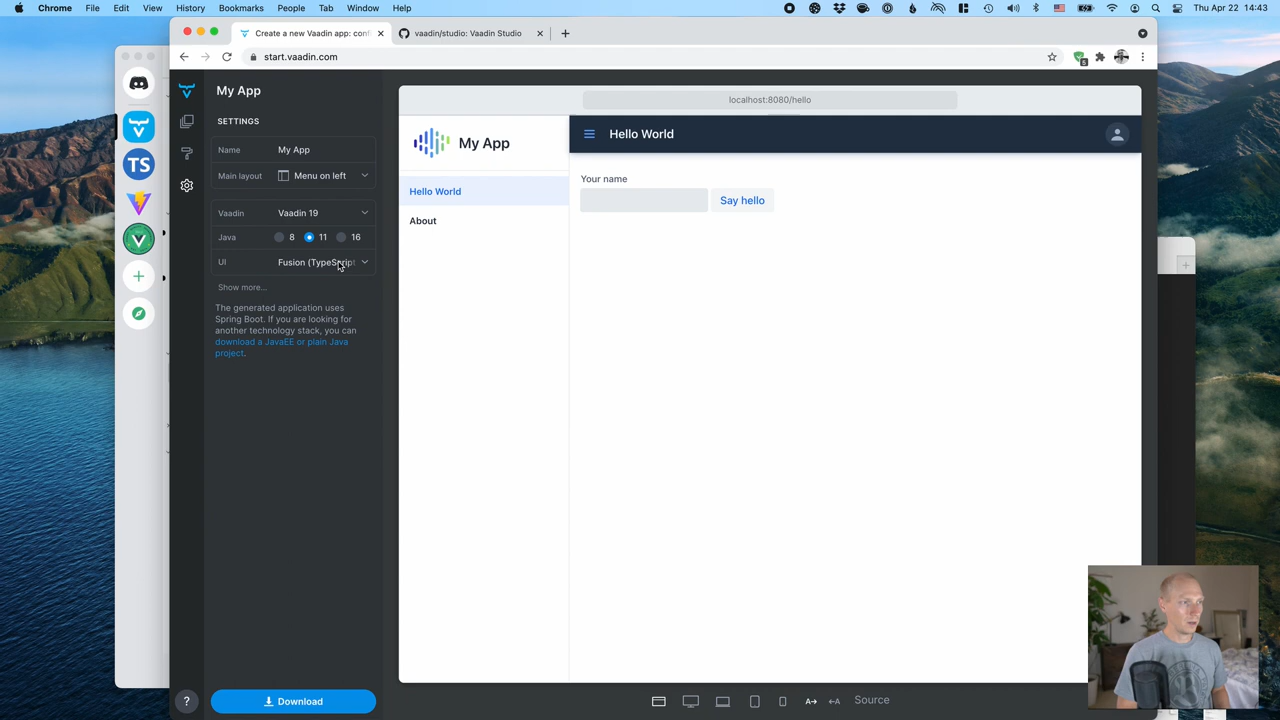 Chrome File Edit View History Bookmarks People Tab Window Help
Thu Apr 22 14:43
Create a new Vaadin app: conf
vaadin/studio: Vaadin Studio
start.vaadin.com
5
TS
My App
SETTINGS
Name My App
Main layout Menu on left
Vaadin Vaadin 19
Java 8 11 16
UI Fusion (TypeScript
Show more...
The generated application uses
Spring Boot. If you are looking for
another technology stack, you can
download a JavaEE or plain Java
project.
? Download
localhost:8080/hello
My App
Hello World
About
Hello World
Your name
Say hello
A→ ←A Source